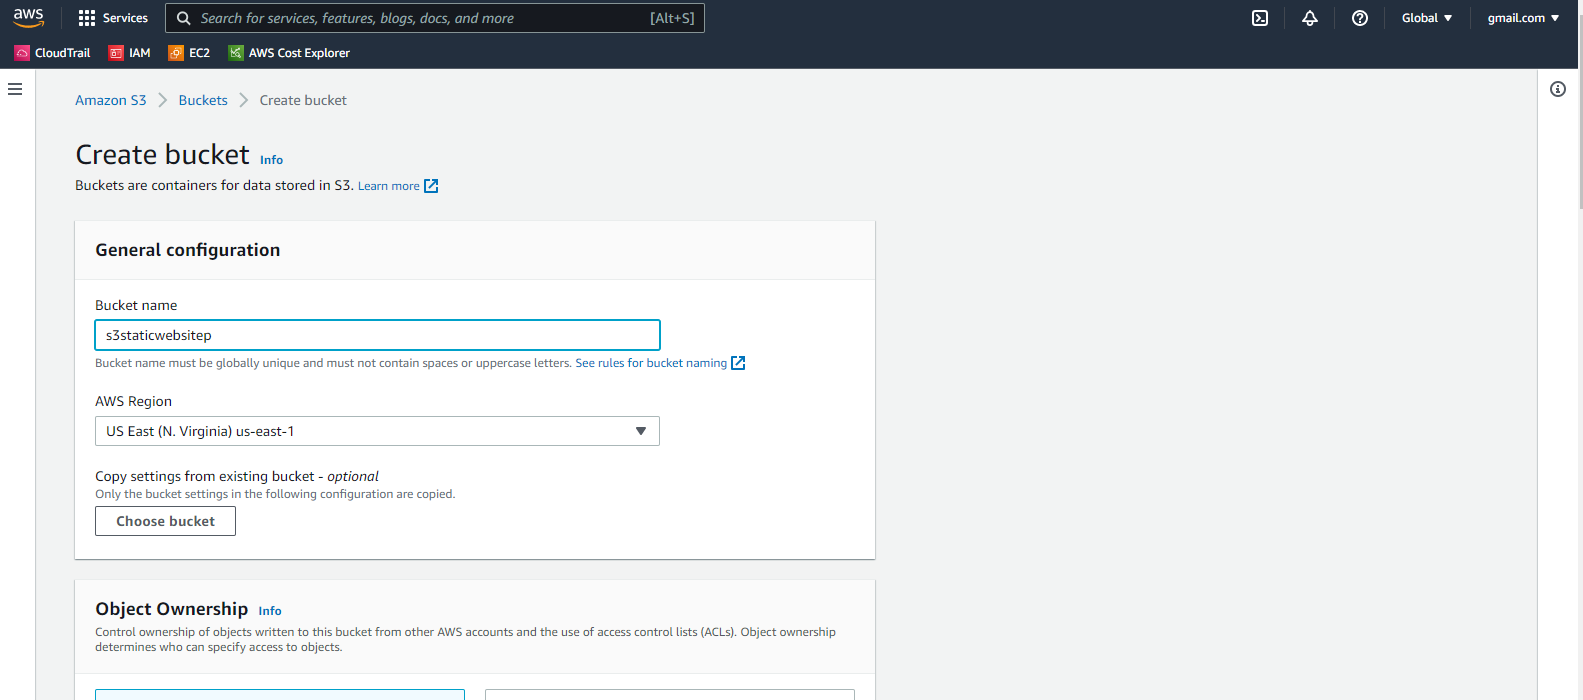 aws Services Search for services, features, blogs, docs, and more [Alt+S] Global gmail.com
CloudTrail IAM EC2 AWS Cost Explorer
Amazon S3 Buckets Create bucket
Create bucket Info
Buckets are containers for data stored in S3. Learn more
General configuration
Bucket name
s3staticwebsitep
Bucket name must be globally unique and must not contain spaces or uppercase letters. See rules for bucket naming
AWS Region
US East (N. Virginia) us-east-1
Copy settings from existing bucket - optional
Only the bucket settings in the following configuration are copied.
Choose bucket
Object Ownership Info
Control ownership of objects written to this bucket from other AWS accounts and the use of access control lists (ACLs). Object ownership
determines who can specify access to objects.